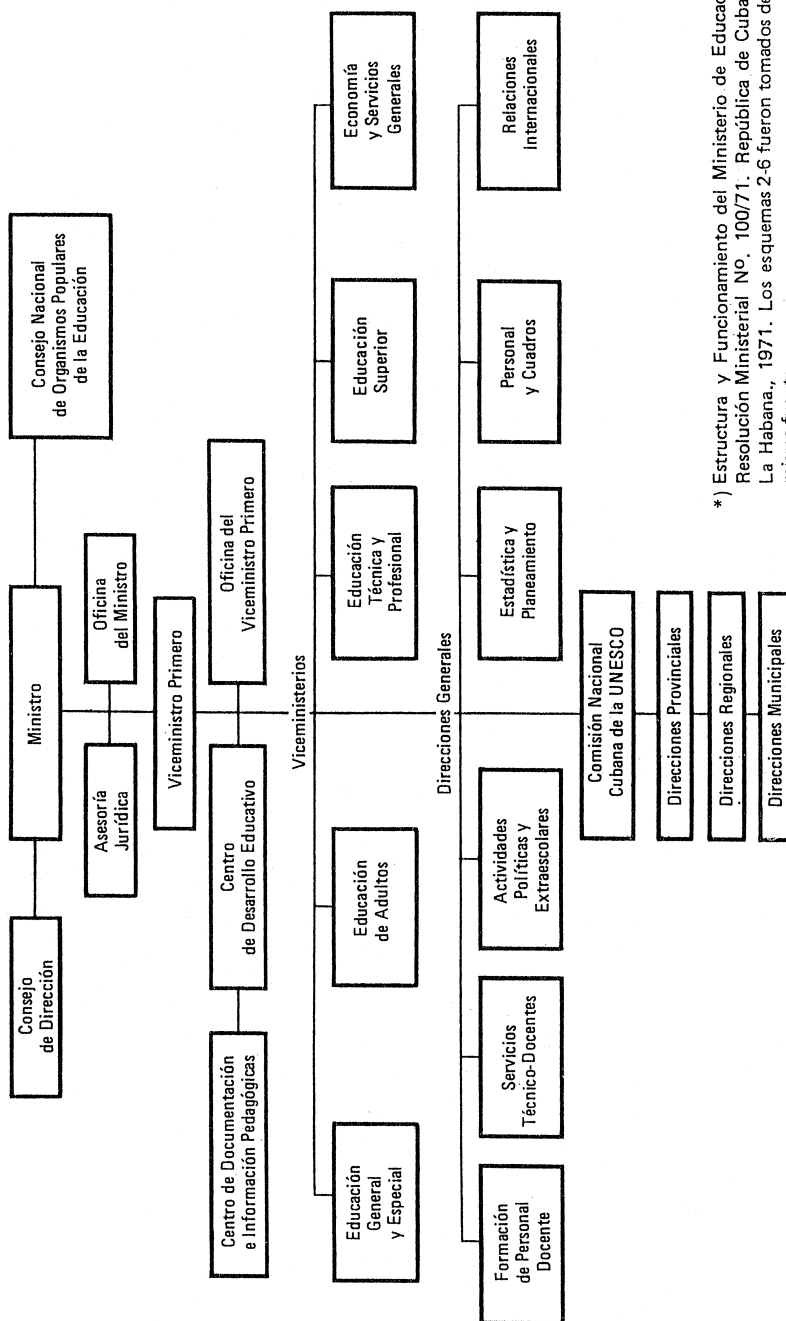 Consejo
de Dirección
Ministro
Consejo Nacional
de Organismos Populares
de la Educación
Asesoría
Jurídica
Oficina
del Ministro
Viceministro Primero
Centro de Documentación
e Información Pedagógicas
Centro
de Desarrollo Educativo
Oficina del
Viceministro Primero
Viceministerios
Educación
General
y Especial
Educación
de Adultos
Educación
Técnica y
Profesional
Educación
Superior
Economía
y Servicios
Generales
Direcciones Generales
Formación
de Personal
Docente
Servicios
Técnico-Docentes
Actividades
Políticas y
Extraescolares
Estadística y
Planeamiento
Personal
y Cuadros
Relaciones
Internacionales
Comisión Nacional
Cubana de la UNESCO
Direcciones Provinciales
Direcciones Regionales
Direcciones Municipales
*) Estructura y Funcionamiento del Ministerio de Educac
Resolución Ministerial Nº. 100/71. República de Cuba
La Habana., 1971. Los esquemas 2-6 fueron tomados de